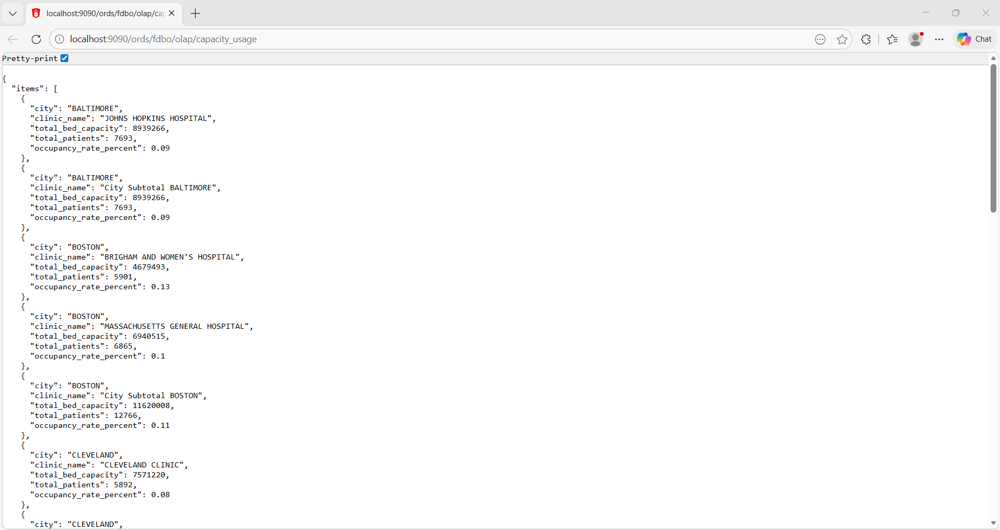 localhost:9090/ords/fdbo/olap/cap
localhost:9090/ords/fdbo/olap/capacity_usage
Chat
Pretty-print
{
  "items": [
    {
      "city": "BALTIMORE",
      "clinic_name": "JOHNS HOPKINS HOSPITAL",
      "total_bed_capacity": 8939266,
      "total_patients": 7693,
      "occupancy_rate_percent": 0.09
    },
    {
      "city": "BALTIMORE",
      "clinic_name": "City Subtotal BALTIMORE",
      "total_bed_capacity": 8939266,
      "total_patients": 7693,
      "occupancy_rate_percent": 0.09
    },
    {
      "city": "BOSTON",
      "clinic_name": "BRIGHAM AND WOMEN'S HOSPITAL",
      "total_bed_capacity": 4679493,
      "total_patients": 5901,
      "occupancy_rate_percent": 0.13
    },
    {
      "city": "BOSTON",
      "clinic_name": "MASSACHUSETTS GENERAL HOSPITAL",
      "total_bed_capacity": 6940515,
      "total_patients": 6865,
      "occupancy_rate_percent": 0.1
    },
    {
      "city": "BOSTON",
      "clinic_name": "City Subtotal BOSTON",
      "total_bed_capacity": 11620008,
      "total_patients": 12766,
      "occupancy_rate_percent": 0.11
    },
    {
      "city": "CLEVELAND",
      "clinic_name": "CLEVELAND CLINIC",
      "total_bed_capacity": 7571220,
      "total_patients": 5892,
      "occupancy_rate_percent": 0.08
    },
    {
      "city": "CLEVELAND",